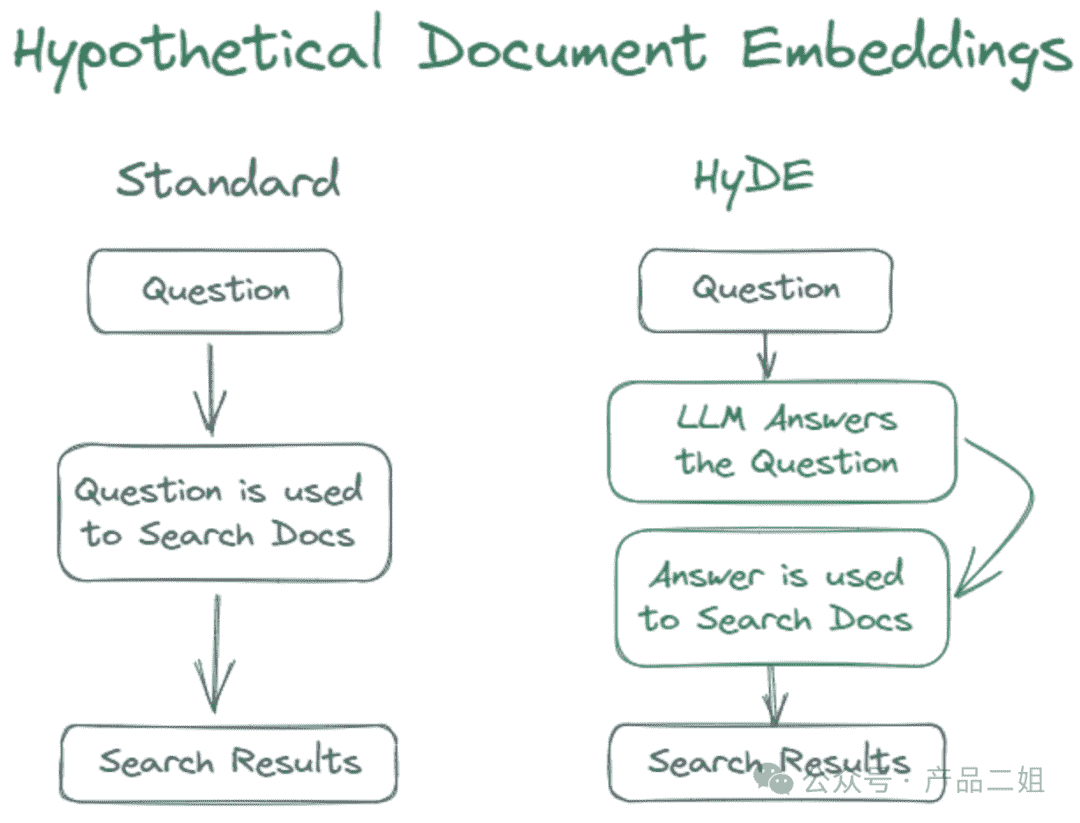 Hypothetical Document Embeddings
Standard
Question
Question is used
to Search Docs
Search Results
HyDE
Question
LLM Answers
the Question
Answer is used
to Search Docs
Search Results
公众号 · 产品二姐